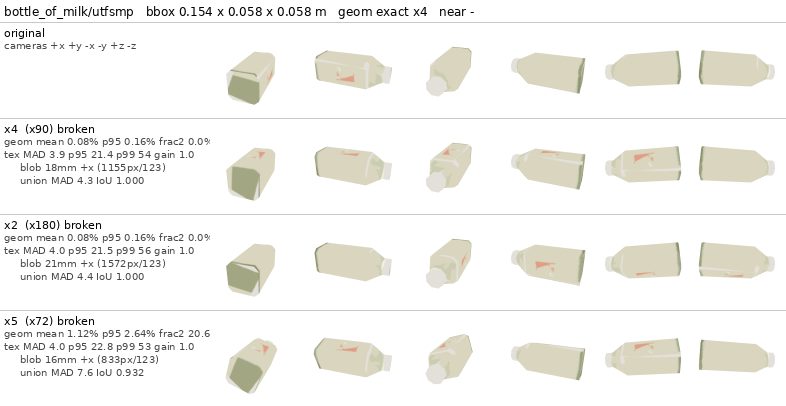 bottle_of_milk/utfsmp   bbox 0.154 x 0.058 x 0.058 m   geom exact x4   near -
original
cameras +x +y -x -y +z -z
x4  (x90) broken
geom mean 0.08% p95 0.16% frac2 0.0%
tex MAD 3.9 p95 21.4 p99 54 gain 1.0
blob 18mm +x (1155px/123)
union MAD 4.3 IoU 1.000
x2  (x180) broken
geom mean 0.08% p95 0.16% frac2 0.0%
tex MAD 4.0 p95 21.5 p99 56 gain 1.0
blob 21mm +x (1572px/123)
union MAD 4.4 IoU 1.000
x5  (x72) broken
geom mean 1.12% p95 2.64% frac2 20.6
tex MAD 4.0 p95 22.8 p99 53 gain 1.0
blob 16mm +x (833px/123)
union MAD 7.6 IoU 0.932